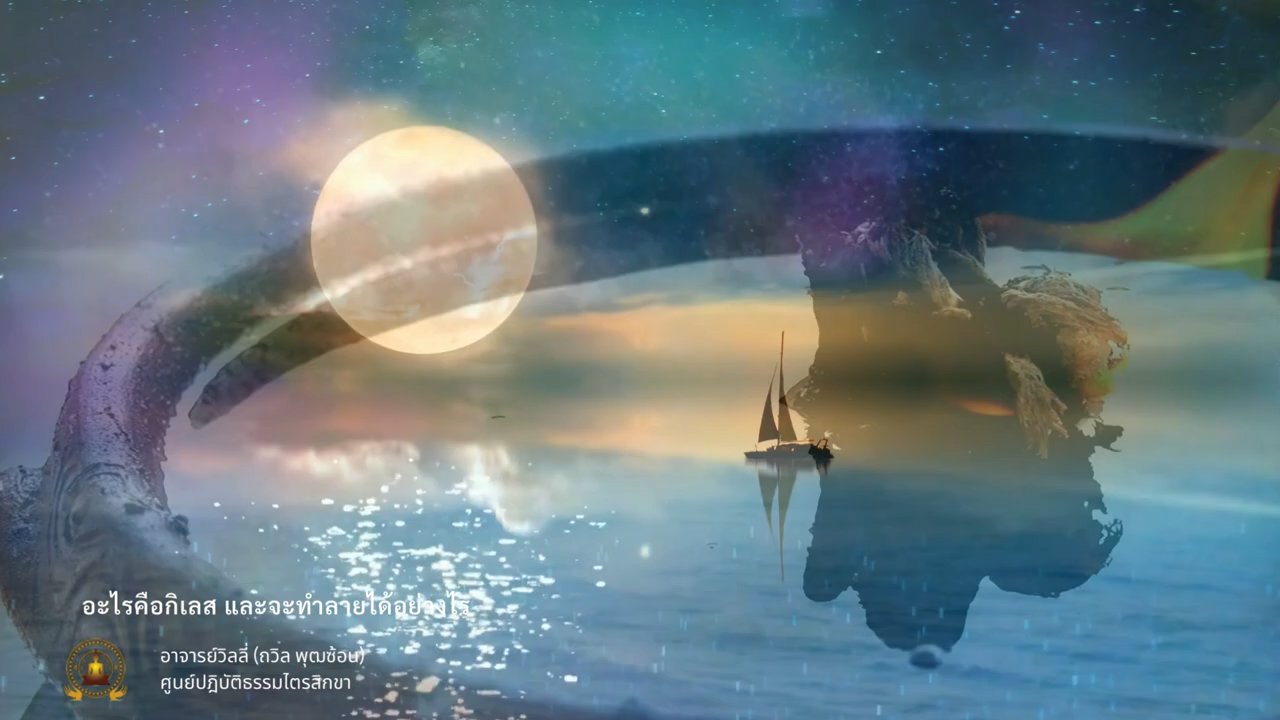 อะไรคือกิเลส และจะทำลายได้อย่างไร
อาจารย์วิลลี่ (ถวิล พุฒซ้อน)
ศูนย์ปฎิบัติธรรมไตรสิกขา